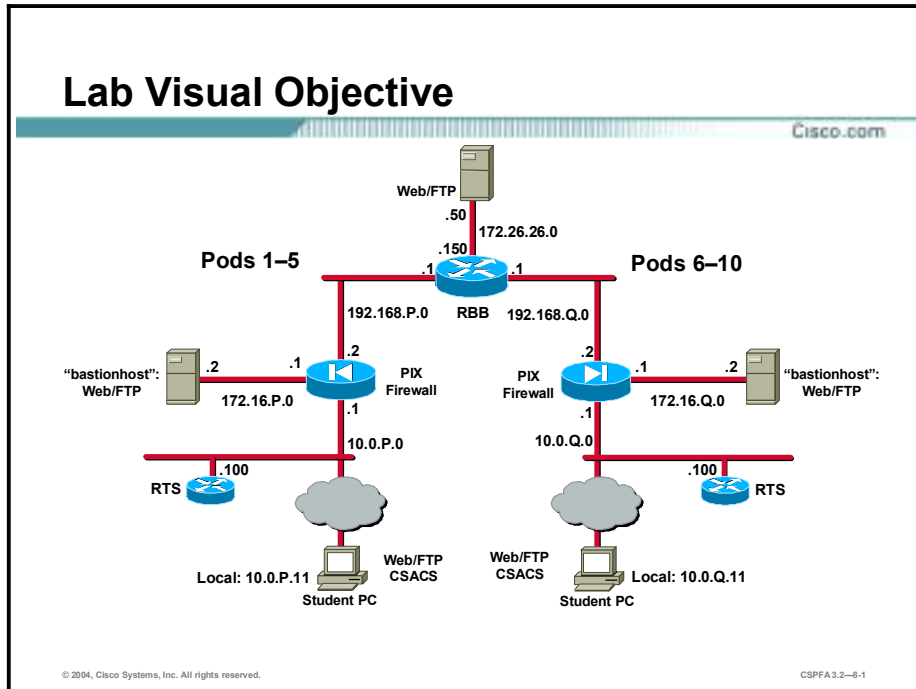 Lab Visual Objective
Cisco.com
Web/FTP
.50
172.26.26.0
.150
Pods 1–5
Pods 6–10
.1
.1
RBB
192.168.P.0
192.168.Q.0
.2
.2
"bastionhost":
Web/FTP
.2
.1
PIX
Firewall
PIX
Firewall
.1
.2
"bastionhost":
Web/FTP
172.16.P.0
172.16.Q.0
.1
.1
10.0.P.0
10.0.Q.0
.100
RTS
.100
RTS
Web/FTP
CSACS
Local: 10.0.P.11
Student PC
Web/FTP
CSACS
Local: 10.0.Q.11
Student PC
© 2004, Cisco Systems, Inc. All rights reserved.
CSPFA 3.2—8-1